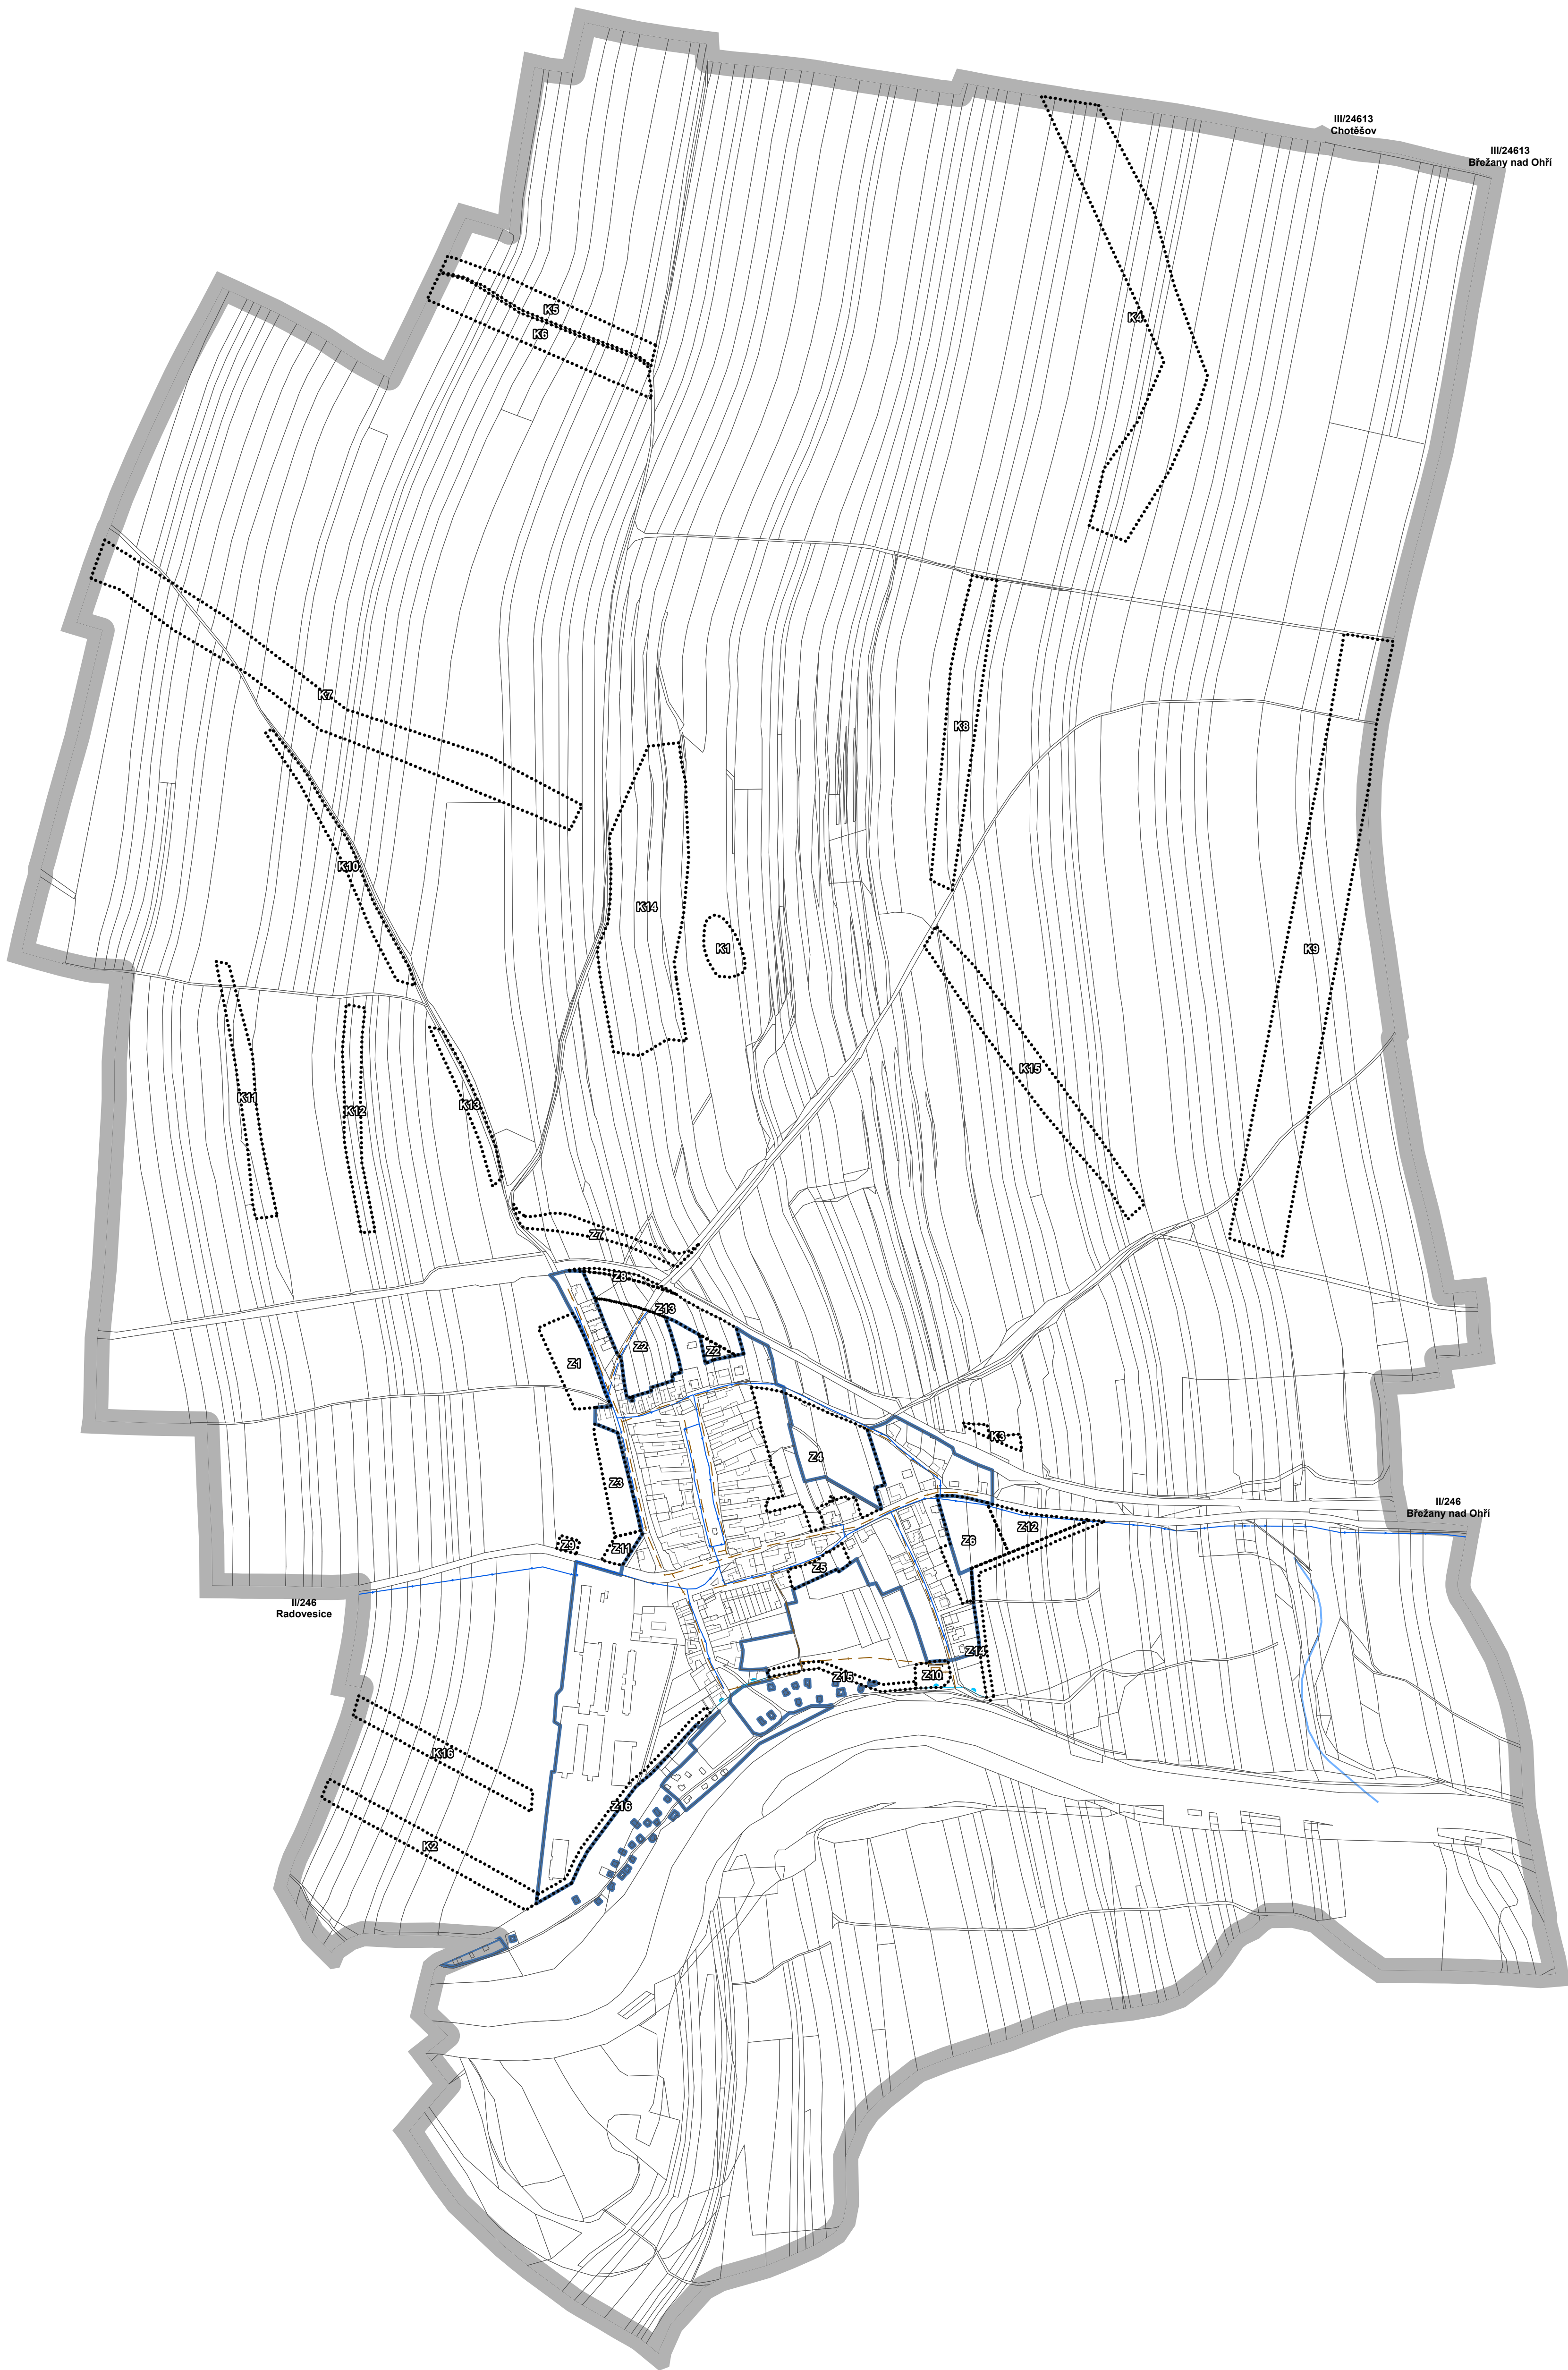 III/24613
Chotěšov
III/24613
Břežany nad Ohří
K5
K4
K6
K7
K8
K10
K14
K1
K9
K15
K11
K12
K13
Z7
Z8
Z13
Z2
Z2
Z1
K3
Z4
Z3
II/246
Břežany nad Ohří
Z12
Z6
Z9
Z11
Z5
II/246
Radovesice
Z14
Z15
Z10
K16
Z16
K2